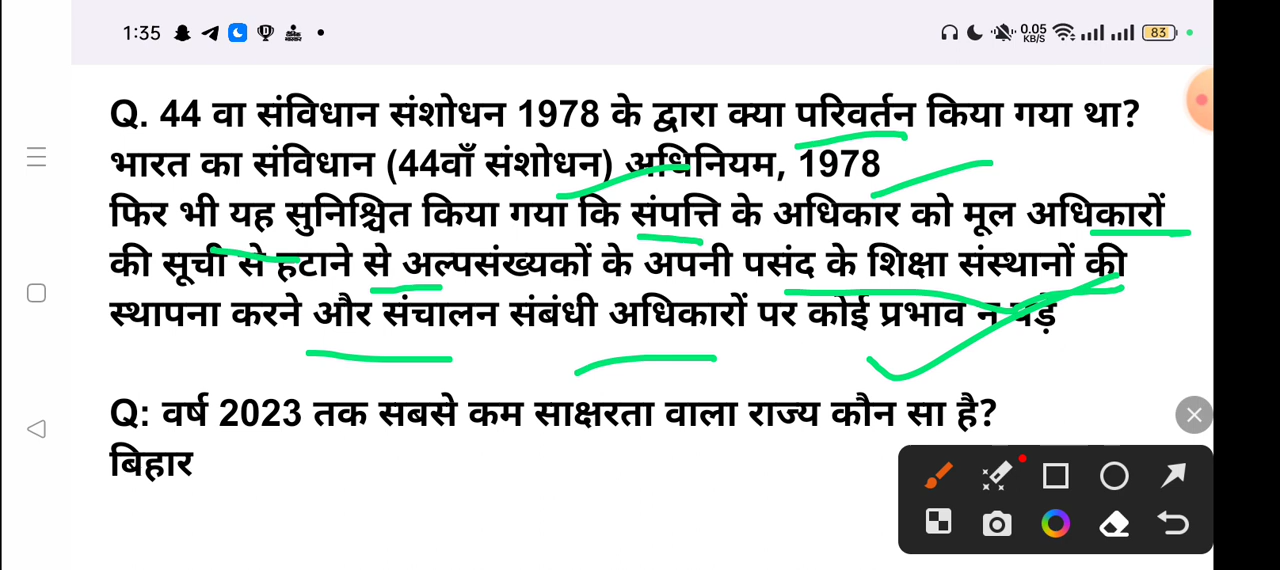 1:35 0.05 KB/S 83
Q. 44 वा संविधान संशोधन 1978 के द्वारा क्या परिवर्तन किया गया था?
भारत का संविधान (44वाँ संशोधन) अधिनियम, 1978
फिर भी यह सुनिश्चित किया गया कि संपत्ति के अधिकार को मूल अधिकारों
की सूची से हटाने से अल्पसंख्यकों के अपनी पसंद के शिक्षा संस्थानों की
स्थापना करने और संचालन संबंधी अधिकारों पर कोई प्रभाव न पड़े
Q: वर्ष 2023 तक सबसे कम साक्षरता वाला राज्य कौन सा है?
बिहार